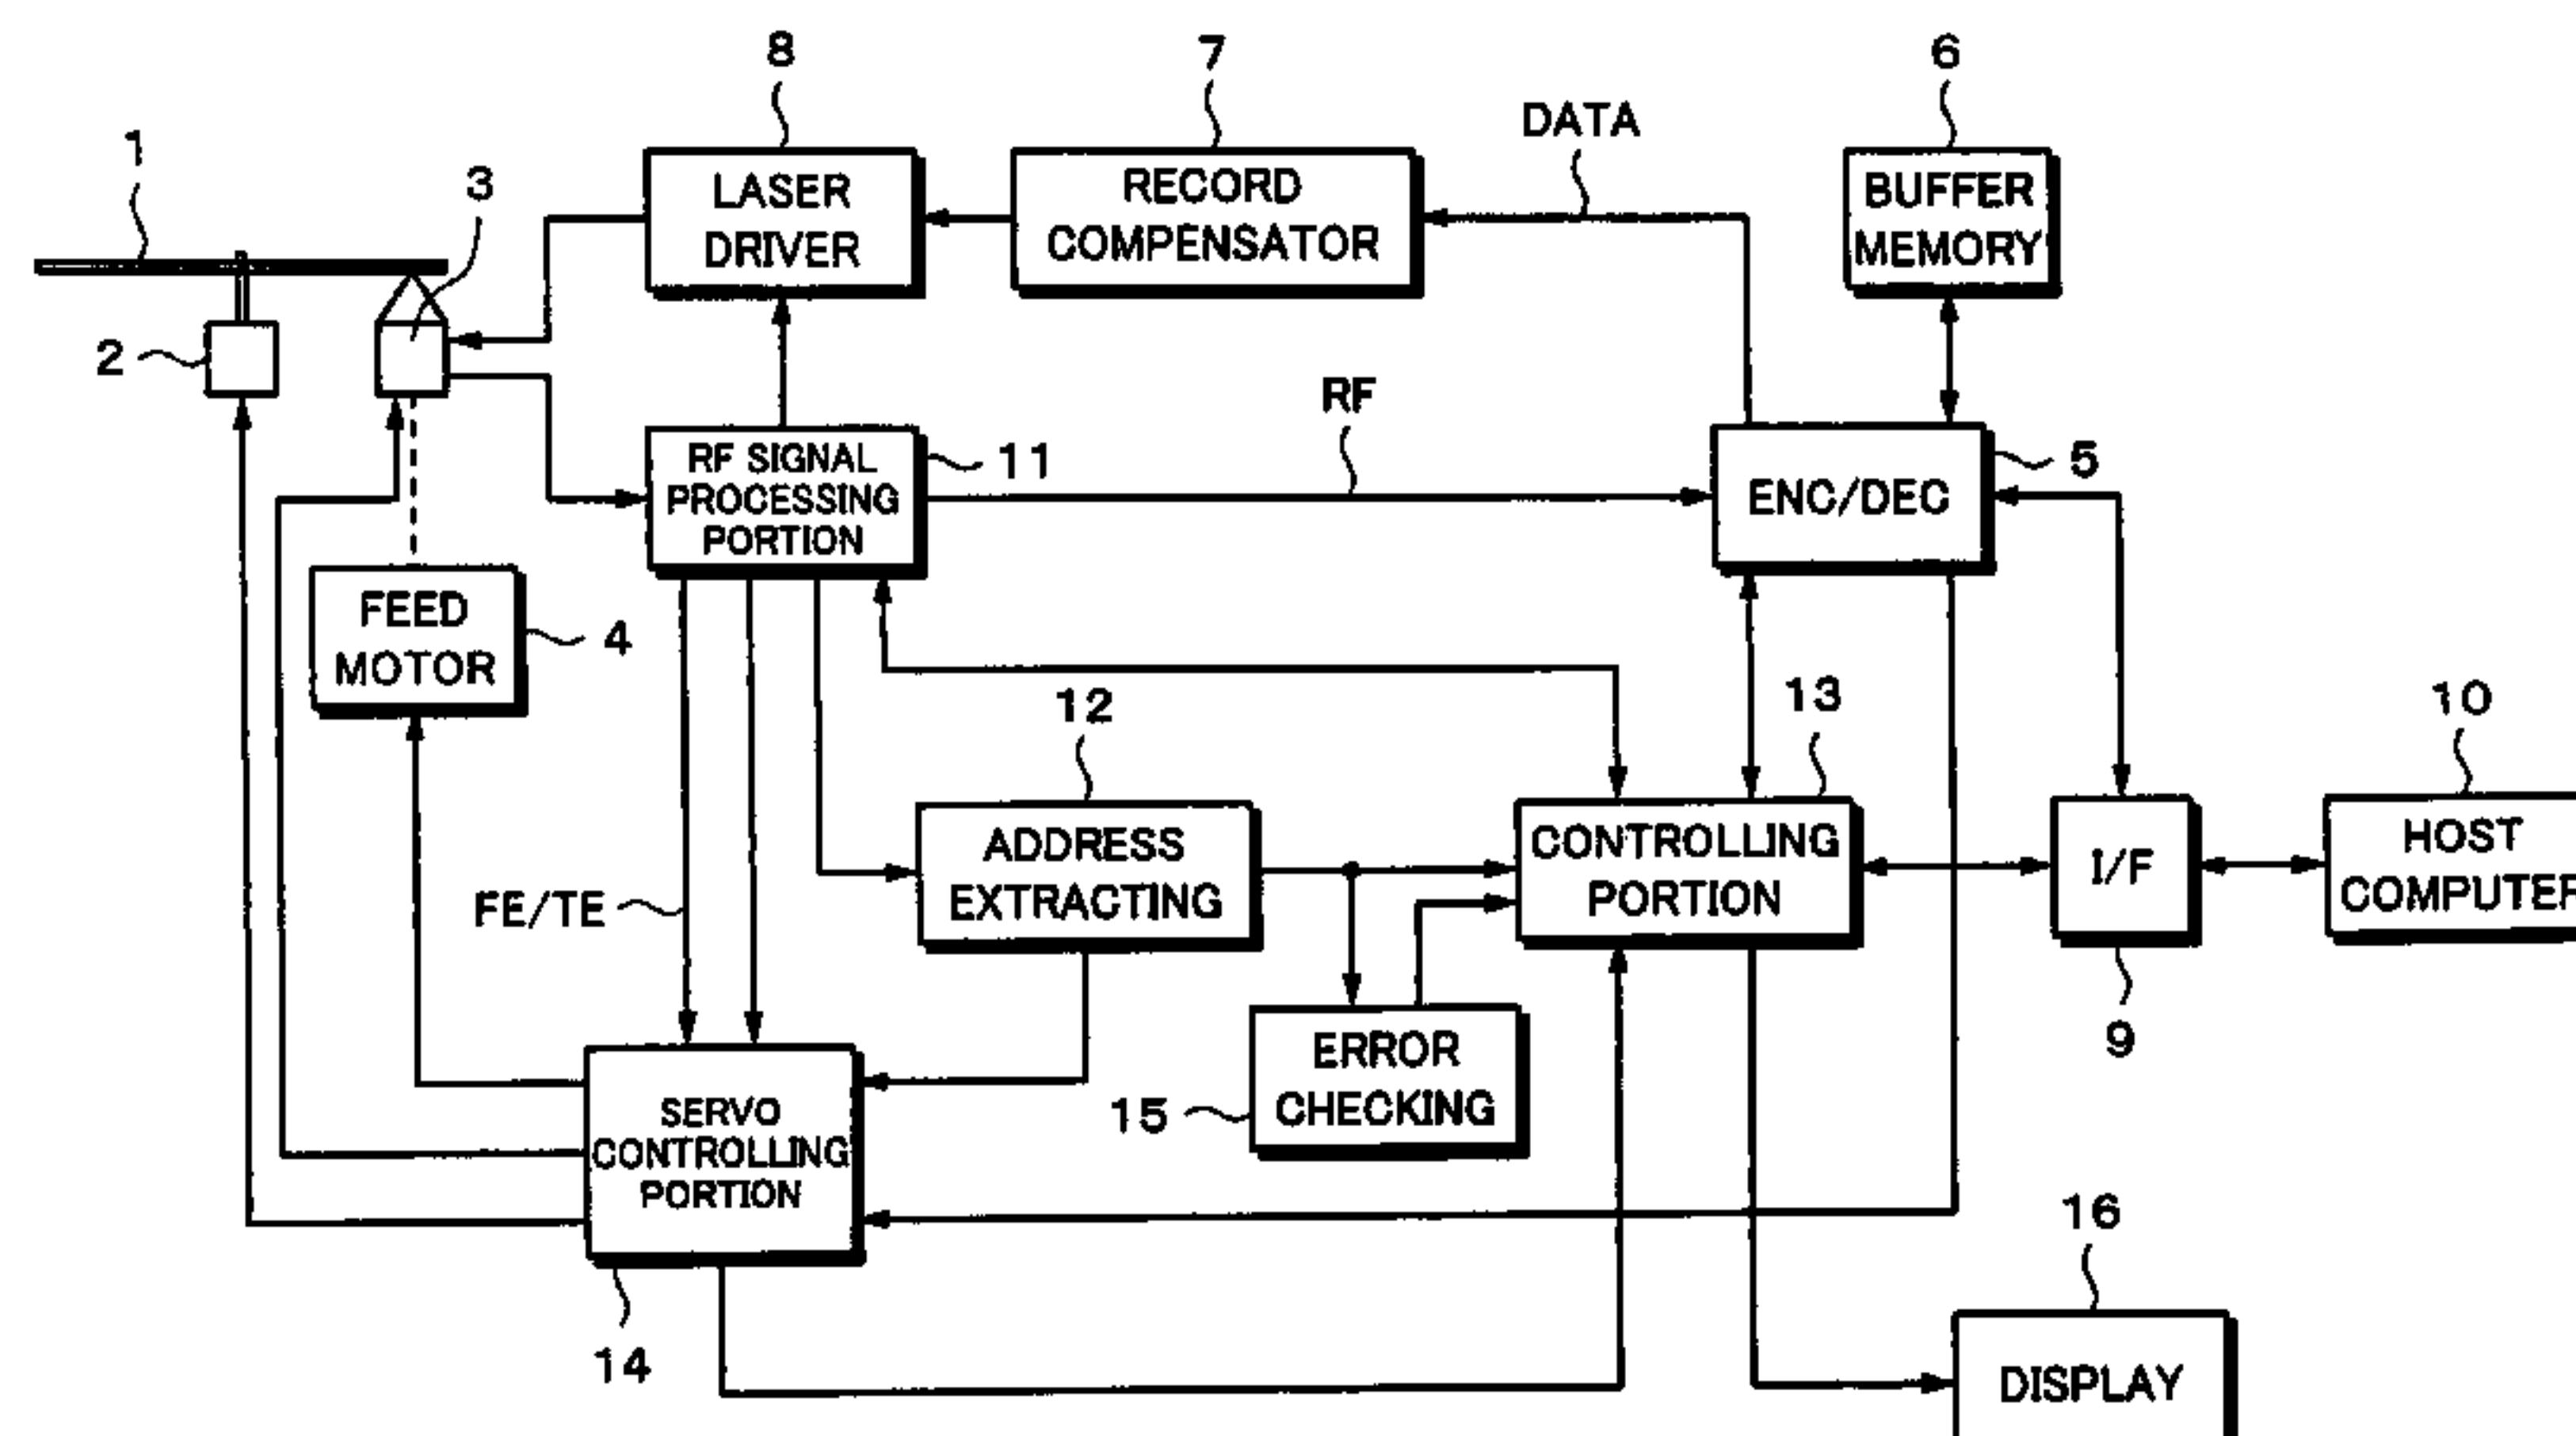 8
7
6
DATA
1
3
LASER
DRIVER
RECORD
COMPENSATOR
BUFFER
MEMORY
2
RF
RF SIGNAL
PROCESSING
PORTION
11
ENC/DEC
5
FEED
MOTOR
4
12
13
10
ADDRESS
EXTRACTING
CONTROLLING
PORTION
I/F
HOST
COMPUTER
FE/TE
9
ERROR
CHECKING
15
SERVO
CONTROLLING
PORTION
14
16
DISPLAY